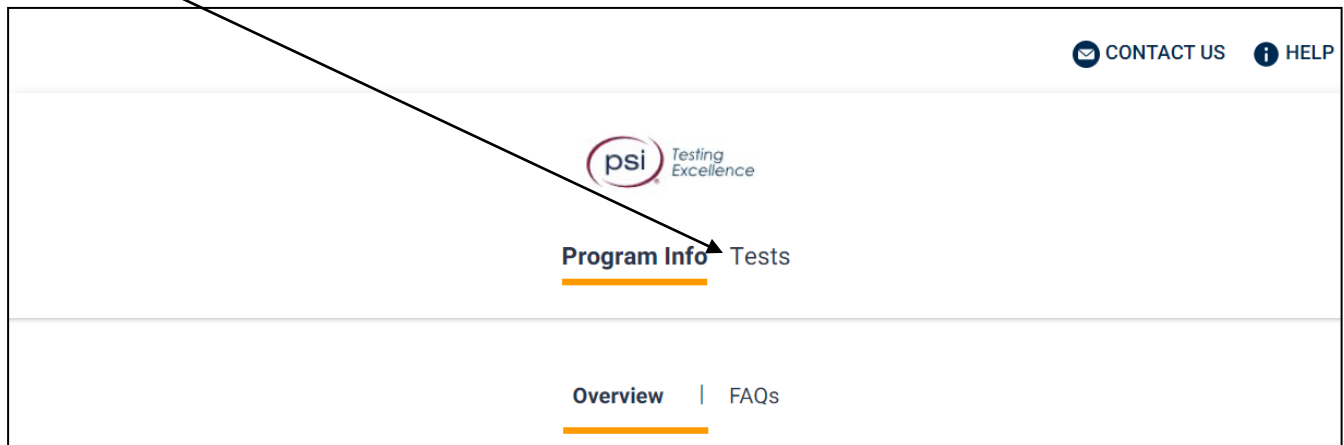 CONTACT US HELP
psi Testing
Excellence
Program Info Tests
Overview | FAQs